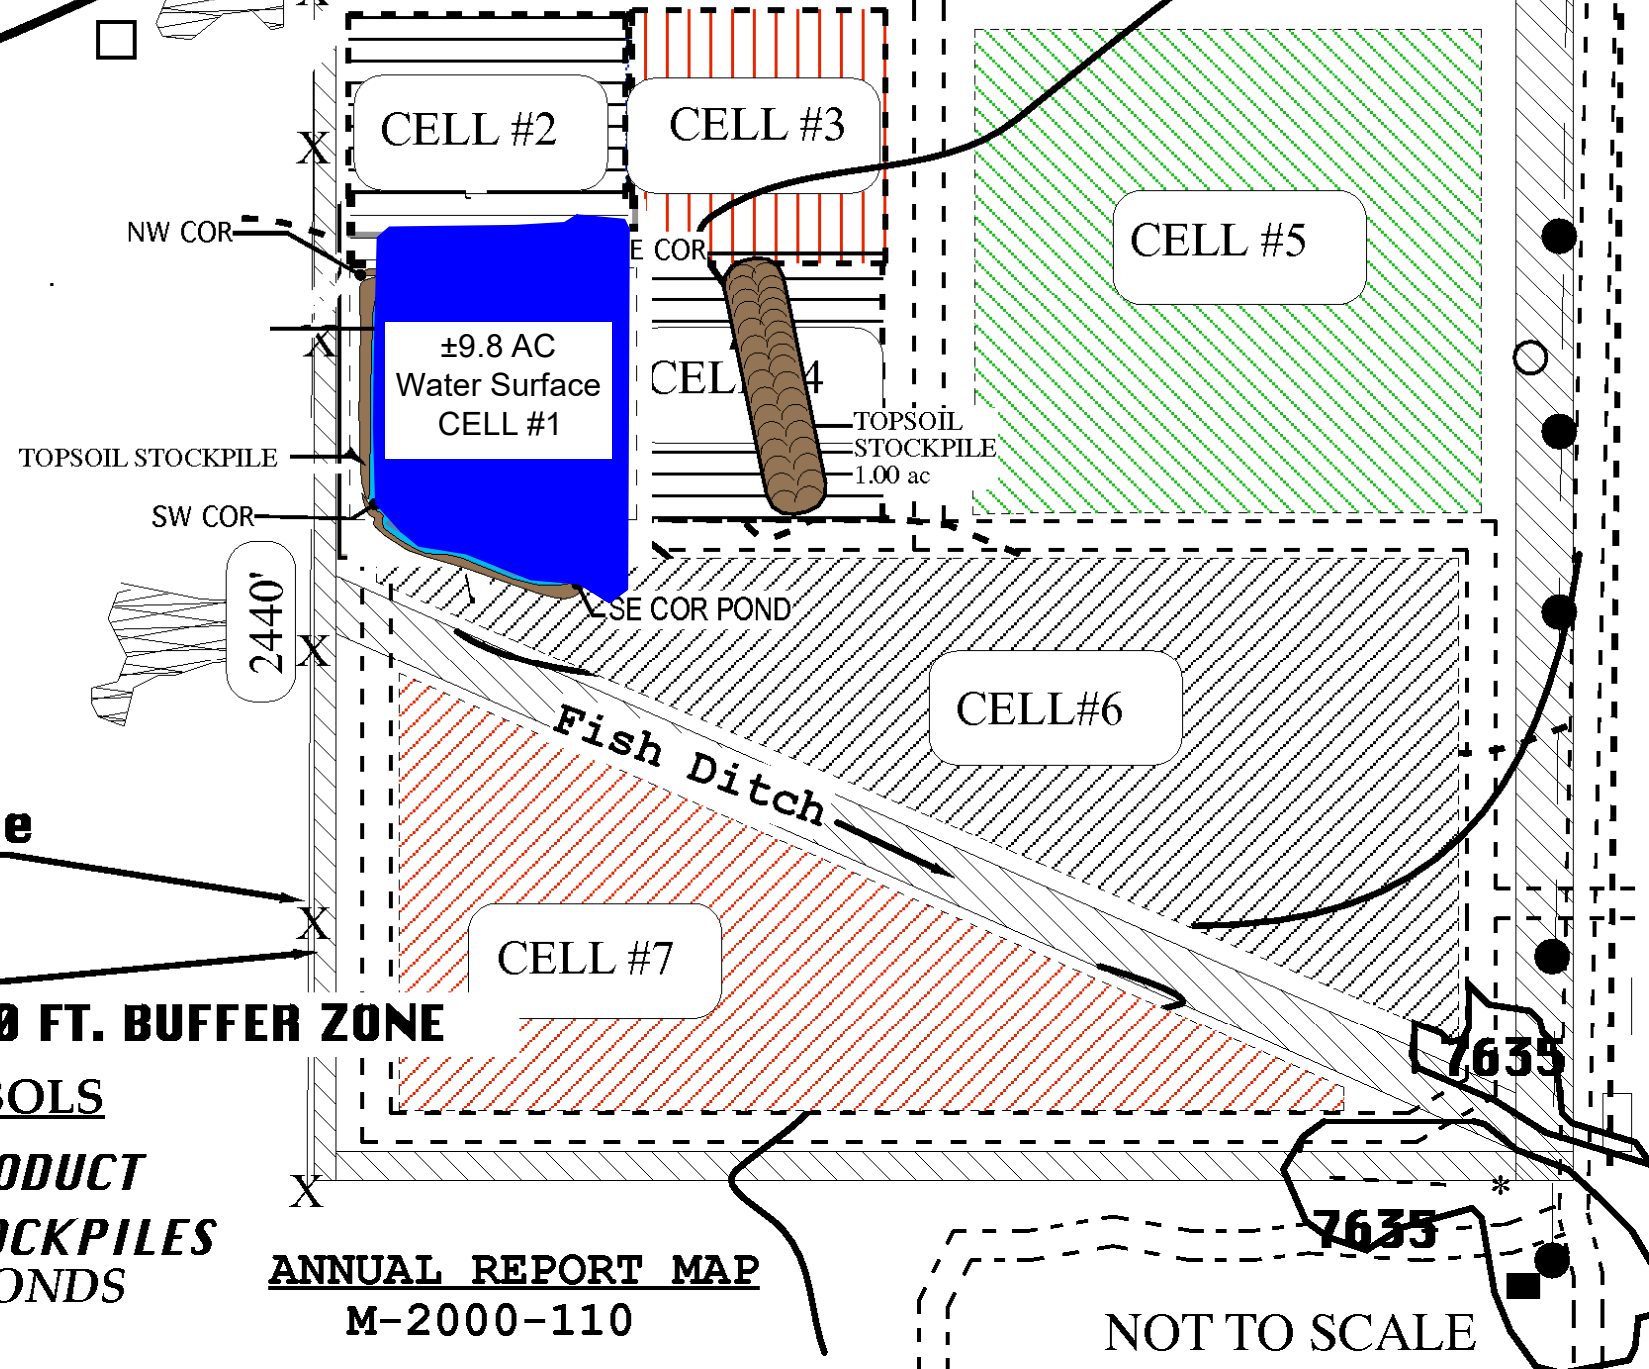 X
CELL #2
CELL #3
X
NW COR
E COR
CELL #5
X
±9.8 AC
Water Surface
CELL #1
CEL 4
TOPSOIL STOCKPILE
TOPSOIL
STOCKPILE
1.00 ac
SW COR
2440'
SE COR POND
X
CELL#6
Fish Ditch
e
X
CELL #7
0 FT. BUFFER ZONE
7635
BOLS
ODUCT
X
*
OCKPILES
7635
ONDS
ANNUAL REPORT MAP
M-2000-110
NOT TO SCALE